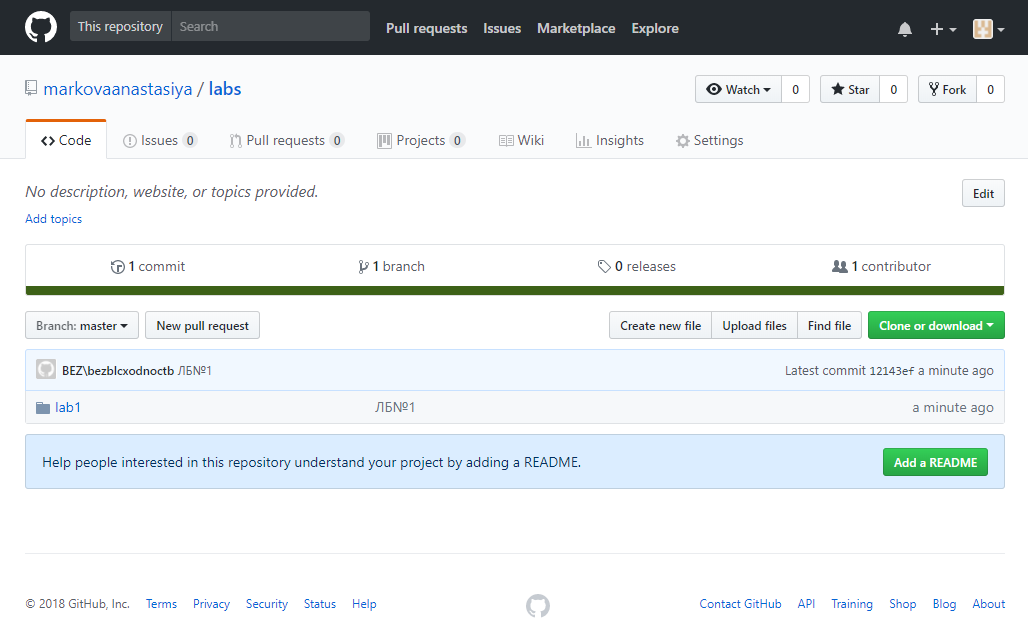 This repository Search Pull requests Issues Marketplace Explore
markovaanastasiya / labs Watch 0 Star 0 Fork 0
Code Issues 0 Pull requests 0 Projects 0 Wiki Insights Settings
No description, website, or topics provided. Edit
Add topics
1 commit 1 branch 0 releases 1 contributor
Branch: master New pull request Create new file Upload files Find file Clone or download
BEZ\bezblcxodnoctb ЛБ№1 Latest commit 12143ef a minute ago
lab1 ЛБ№1 a minute ago
Help people interested in this repository understand your project by adding a README. Add a README
© 2018 GitHub, Inc. Terms Privacy Security Status Help Contact GitHub API Training Shop Blog About